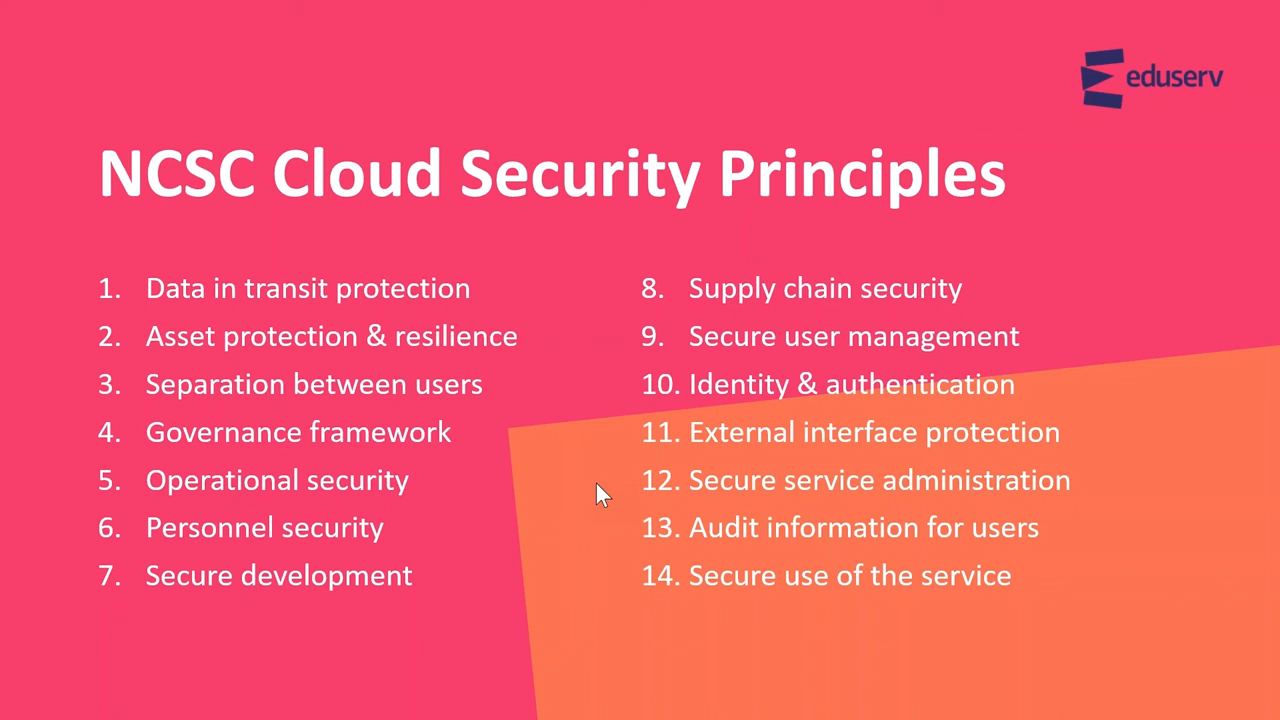 eduserv
NCSC Cloud Security Principles
1. Data in transit protection
2. Asset protection & resilience
3. Separation between users
4. Governance framework
5. Operational security
6. Personnel security
7. Secure development
8. Supply chain security
9. Secure user management
10. Identity & authentication
11. External interface protection
12. Secure service administration
13. Audit information for users
14. Secure use of the service